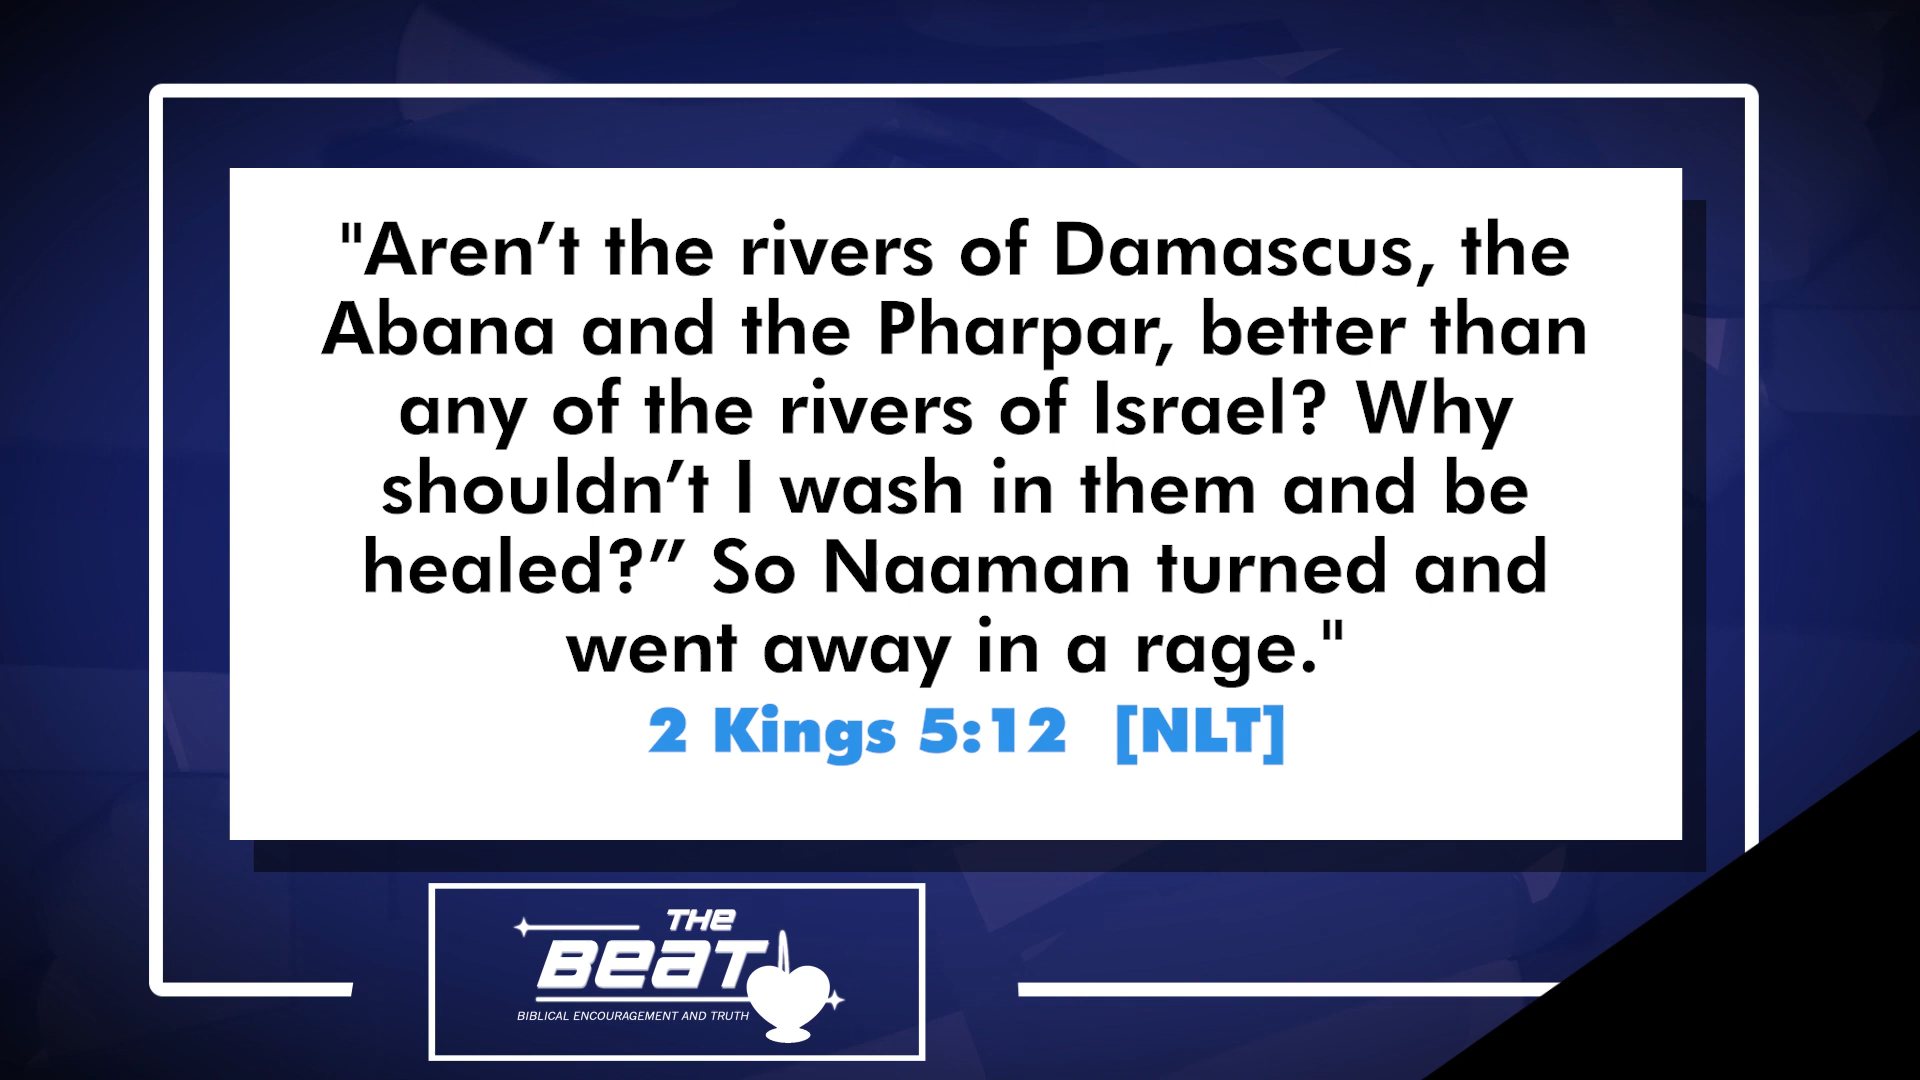 "Aren’t the rivers of Damascus, the
Abana and the Pharpar, better than
any of the rivers of Israel? Why
shouldn’t I wash in them and be
healed?” So Naaman turned and
went away in a rage."
2 Kings 5:12 [NLT]
THE
BEAT
BIBLICAL ENCOURAGEMENT AND TRUTH